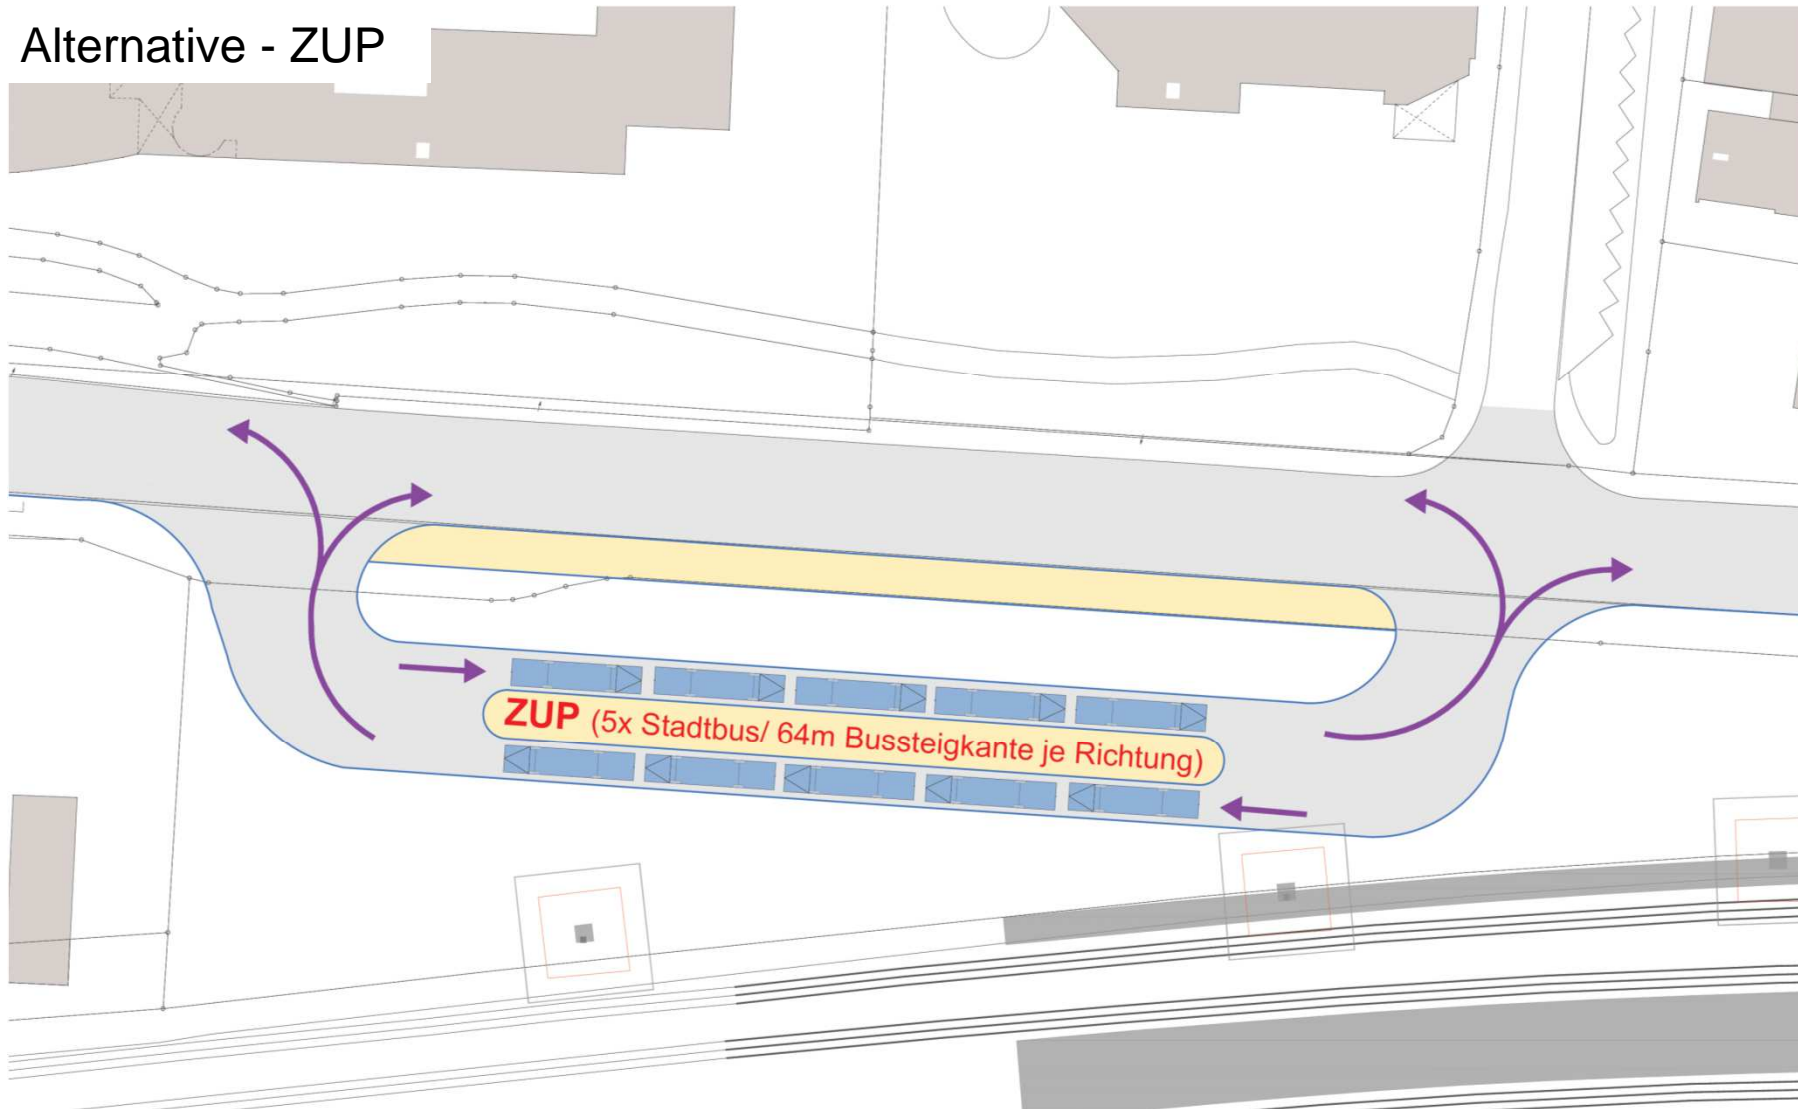 Alternative - ZUP
ZUP (5x Stadtbus/ 64m Bussteigkante je Richtung)